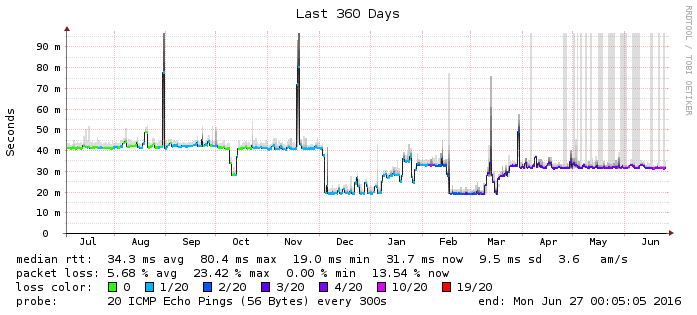 Last 360 Days
RRDTOOL / TOBI OETIKER
Seconds
90 m
80 m
70 m
60 m
50 m
40 m
30 m
20 m
10 m
0
Jul Aug Sep Oct Nov Dec Jan Feb Mar Apr May Jun
median rtt: 34.3 ms avg 80.4 ms max 19.0 ms min 31.7 ms now 9.5 ms sd 3.6 am/s
packet loss: 5.68 % avg 23.42 % max 0.00 % min 13.54 % now
loss color: 0 1/20 2/20 3/20 4/20 10/20 19/20
probe: 20 ICMP Echo Pings (56 Bytes) every 300s end: Mon Jun 27 00:05:05 2016